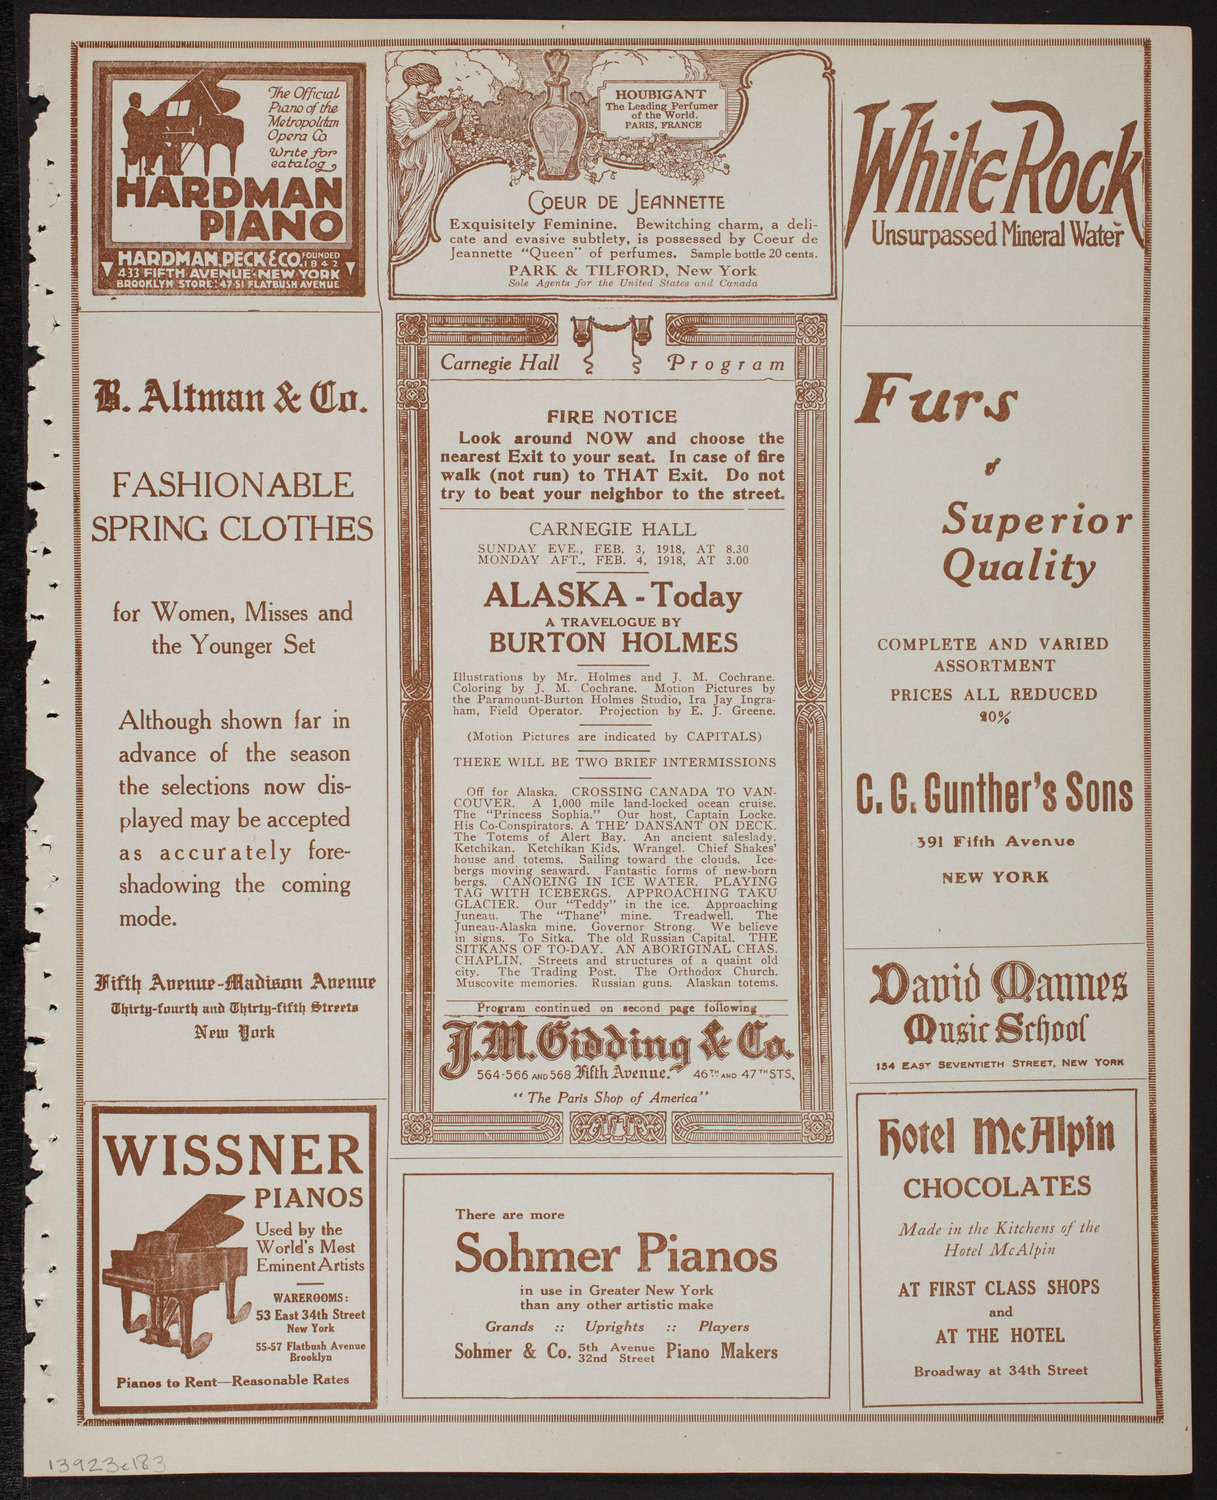 The Official
Piano of the
Metropolitan
Opera Co
Write for
catalog
HARDMAN
PIANO
HARDMAN, PECK & CO. FOUNDED 1842
433 FIFTH AVENUE - NEW YORK
BROOKLYN STORE: 47-51 FLATBUSH AVENUE
HOUBIGANT
The Leading Perfumer
of the World.
PARIS, FRANCE
COEUR DE JEANNETTE
Exquisitely Feminine. Bewitching charm, a deli-
cate and evasive subtlety, is possessed by Coeur de
Jeannette "Queen" of perfumes. Sample bottle 20 cents.
PARK & TILFORD, New York
Sole Agents for the United States and Canada
White Rock
Unsurpassed Mineral Water
B. Altman & Co.
FASHIONABLE
SPRING CLOTHES
for Women, Misses and
the Younger Set
Although shown far in
advance of the season
the selections now dis-
played may be accepted
as accurately fore-
shadowing the coming
mode.
Fifth Avenue-Madison Avenue
Thirty-fourth and Thirty-fifth Streets
New York
WISSNER
PIANOS
Used by the
World's Most
Eminent Artists
WAREROOMS:
53 East 34th Street
New York
55-57 Flatbush Avenue
Brooklyn
Pianos to Rent—Reasonable Rates
Carnegie Hall Program
FIRE NOTICE
Look around NOW and choose the
nearest Exit to your seat. In case of fire
walk (not run) to THAT Exit. Do not
try to beat your neighbor to the street.
CARNEGIE HALL
SUNDAY EVE., FEB. 3, 1918, AT 8.30
MONDAY AFT., FEB. 4, 1918, AT 3.00
ALASKA - Today
A TRAVELOGUE BY
BURTON HOLMES
Illustrations by Mr. Holmes and J. M. Cochrane.
Coloring by J. M. Cochrane. Motion Pictures by
the Paramount-Burton Holmes Studio, Ira Jay Ingra-
ham, Field Operator. Projection by E. J. Greene.
(Motion Pictures are indicated by CAPITALS)
THERE WILL BE TWO BRIEF INTERMISSIONS
Off for Alaska. CROSSING CANADA TO VAN-
COUVER. A 1,000 mile land-locked ocean cruise.
The "Princess Sophia." Our host, Captain Locke.
His Co-Conspirators. A THE' DANSANT ON DECK.
The Totems of Alert Bay. An ancient saleslady.
Ketchikan. Ketchikan Kids. Wrangel. Chief Shakes'
house and totems. Sailing toward the clouds. Ice-
bergs moving seaward. Fantastic forms of new-born
bergs. CANOEING IN ICE WATER. PLAYING
TAG WITH ICEBERGS. APPROACHING TAKU
GLACIER. Our "Teddy" in the ice. Approaching
Juneau. The "Thane" mine. Treadwell. The
Juneau-Alaska mine. Governor Strong. We believe
in signs. To Sitka. The old Russian Capital. THE
SITKANS OF TO-DAY. AN ABORIGINAL CHAS.
CHAPLIN. Streets and structures of a quaint old
city. The Trading Post. The Orthodox Church.
Muscovite memories. Russian guns. Alaskan totems.
Program continued on second page following
J.M. Gidding & Co.
564-566 AND 568 Fifth Avenue. 46TH AND 47TH STS.
"The Paris Shop of America"
There are more
Sohmer Pianos
in use in Greater New York
than any other artistic make
Grands :: Uprights :: Players
Sohmer & Co. 5th Avenue 32nd Street Piano Makers
Furs
of
Superior
Quality
COMPLETE AND VARIED
ASSORTMENT
PRICES ALL REDUCED
20%
C. G. Gunther's Sons
391 Fifth Avenue
NEW YORK
David Mannes
Music School
154 EAST SEVENTIETH STREET, NEW YORK
Hotel McAlpin
CHOCOLATES
Made in the Kitchens of the
Hotel McAlpin
AT FIRST CLASS SHOPS
and
AT THE HOTEL
Broadway at 34th Street
13923c183